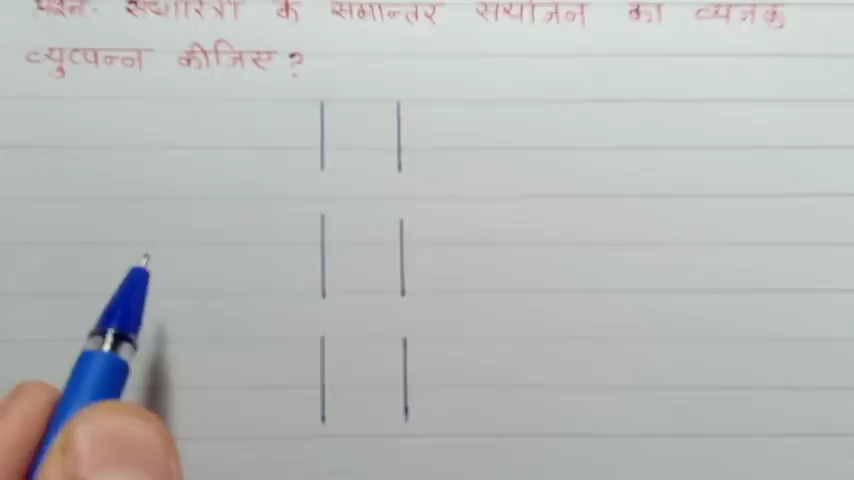 प्रश्न. संधारित्रों के समान्तर संयोजन का व्यंजक
व्युत्पन्न कीजिए?